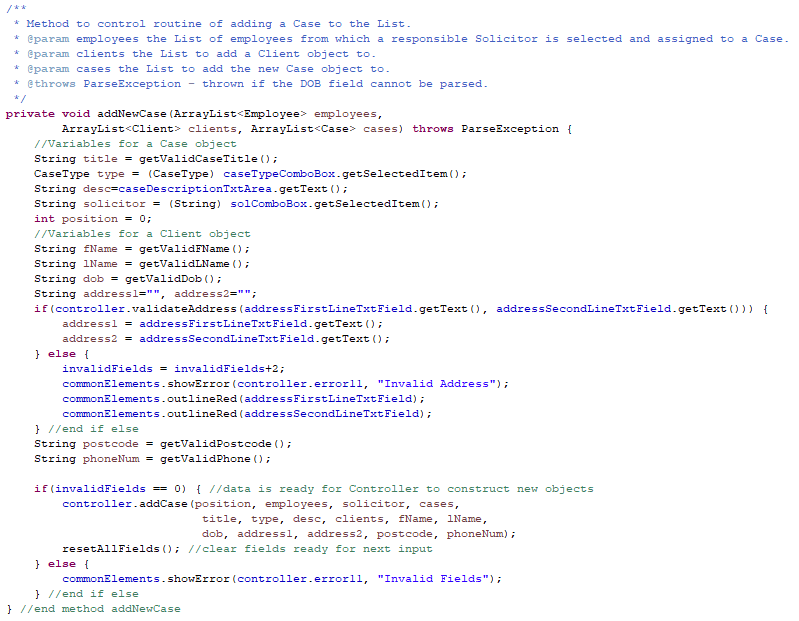 /**
 * Method to control routine of adding a Case to the List.
 * @param employees the List of employees from which a responsible Solicitor is selected and assigned to a Case.
 * @param clients the List to add a Client object to.
 * @param cases the List to add the new Case object to.
 * @throws ParseException - thrown if the DOB field cannot be parsed.
 */
private void addNewCase(ArrayList<Employee> employees,
        ArrayList<Client> clients, ArrayList<Case> cases) throws ParseException {
    //Variables for a Case object
    String title = getValidCaseTitle();
    CaseType type = (CaseType) caseTypeComboBox.getSelectedItem();
    String desc=caseDescriptionTxtArea.getText();
    String solicitor = (String) solComboBox.getSelectedItem();
    int position = 0;
    //Variables for a Client object
    String fName = getValidFName();
    String lName = getValidLName();
    String dob = getValidDob();
    String address1="", address2="";
    if(controller.validateAddress(addressFirstLineTxtField.getText(), addressSecondLineTxtField.getText())) {
        address1 = addressFirstLineTxtField.getText();
        address2 = addressSecondLineTxtField.getText();
    } else {
        invalidFields = invalidFields+2;
        commonElements.showError(controller.error11, "Invalid Address");
        commonElements.outlineRed(addressFirstLineTxtField);
        commonElements.outlineRed(addressSecondLineTxtField);
    } //end if else
    String postcode = getValidPostcode();
    String phoneNum = getValidPhone();

    if(invalidFields == 0) { //data is ready for Controller to construct new objects
        controller.addCase(position, employees, solicitor, cases,
                            title, type, desc, clients, fName, lName,
                            dob, address1, address2, postcode, phoneNum);
        resetAllFields(); //clear fields ready for next input
    } else {
        commonElements.showError(controller.error11, "Invalid Fields");
    } //end if else
} //end method addNewCase